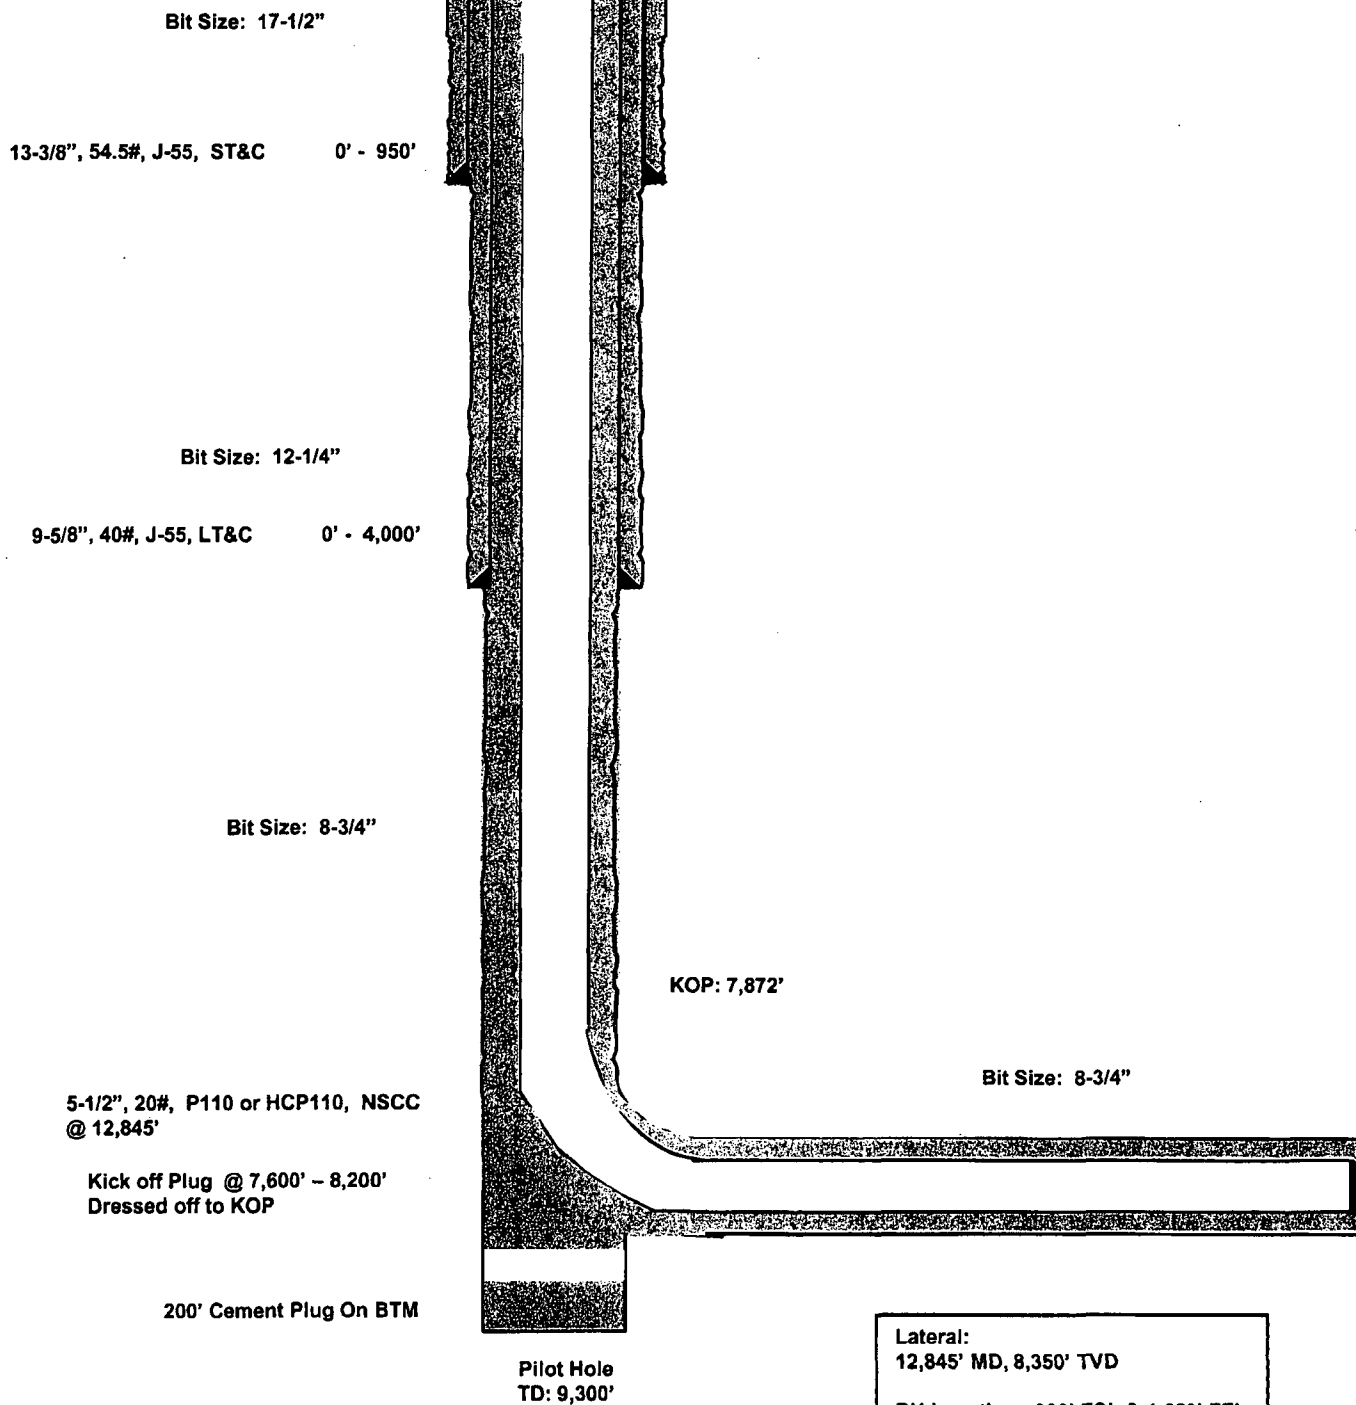 Bit Size: 17-1/2”
13-3/8”, 54.5#, J-55, ST&C 0’ - 950’
Bit Size: 12-1/4”
9-5/8”, 40#, J-55, LT&C 0’ - 4,000’
Bit Size: 8-3/4”
KOP: 7,872’
Bit Size: 8-3/4”
5-1/2”, 20#, P110 or HCP110, NSCC
@ 12,845’
Kick off Plug @ 7,600’ – 8,200’
Dressed off to KOP
200’ Cement Plug On BTM
Pilot Hole
TD: 9,300’
Lateral:
12,845’ MD, 8,350’ TVD